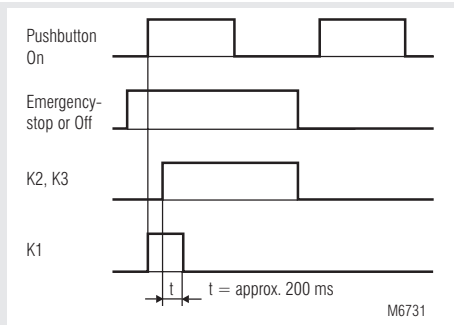 Pushbutton
On
Emergency-
stop or Off
K2, K3
K1
t
t = approx. 200 ms
M6731